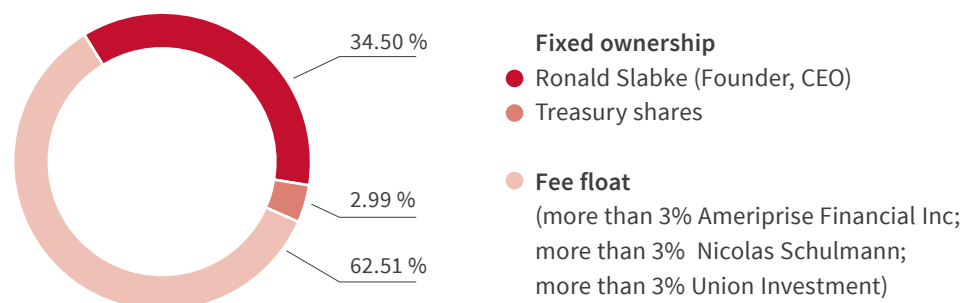 34.50 %
2.99 %
62.51 %
Fixed ownership
Ronald Slabke (Founder, CEO)
Treasury shares
Fee float
(more than 3% Ameriprise Financial Inc;
more than 3%  Nicolas Schulmann;
more than 3% Union Investment)